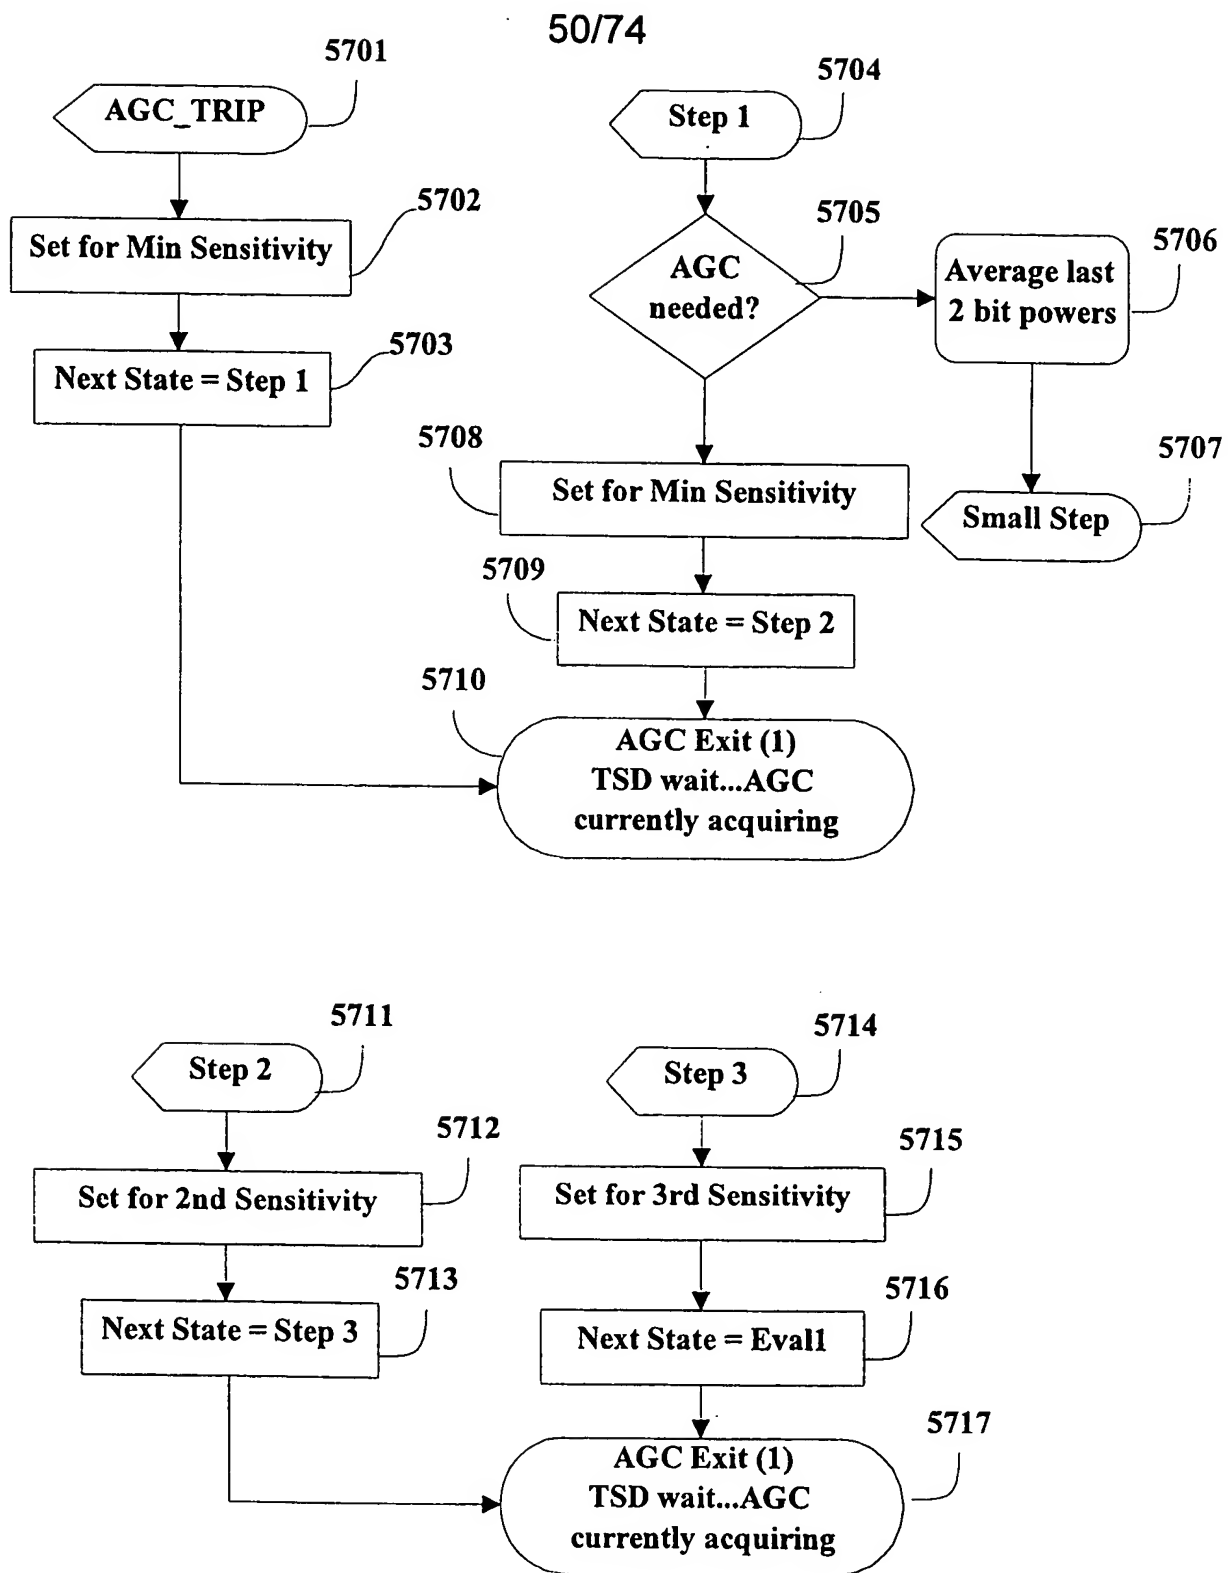 50/74
5701
AGC_TRIP
5702
Set for Min Sensitivity
5703
Next State = Step 1
5704
Step 1
5705
AGC
needed?
5706
Average last
2 bit powers
5707
Small Step
5708
Set for Min Sensitivity
5709
Next State = Step 2
5710
AGC Exit (1)
TSD wait...AGC
currently acquiring
5711
Step 2
5712
Set for 2nd Sensitivity
5713
Next State = Step 3
5714
Step 3
5715
Set for 3rd Sensitivity
5716
Next State = Eval1
5717
AGC Exit (1)
TSD wait...AGC
currently acquiring